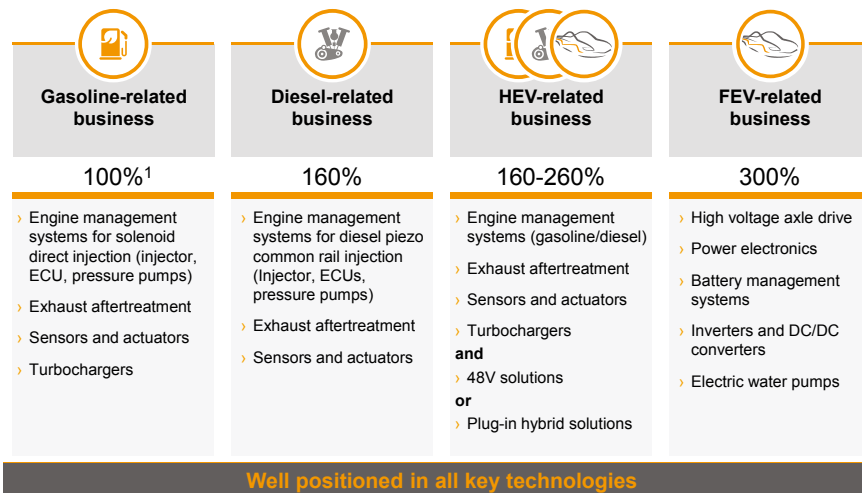 Gasoline-related
business
100%¹
› Engine management
systems for solenoid
direct injection (injector,
ECU, pressure pumps)
› Exhaust aftertreatment
› Sensors and actuators
› Turbochargers
Diesel-related
business
160%
› Engine management
systems for diesel piezo
common rail injection
(Injector, ECUs,
pressure pumps)
› Exhaust aftertreatment
› Sensors and actuators
HEV-related
business
160-260%
› Engine management
systems (gasoline/diesel)
› Exhaust aftertreatment
› Sensors and actuators
› Turbochargers
and
› 48V solutions
or
› Plug-in hybrid solutions
FEV-related
business
300%
› High voltage axle drive
› Power electronics
› Battery management
systems
› Inverters and DC/DC
converters
› Electric water pumps
Well positioned in all key technologies